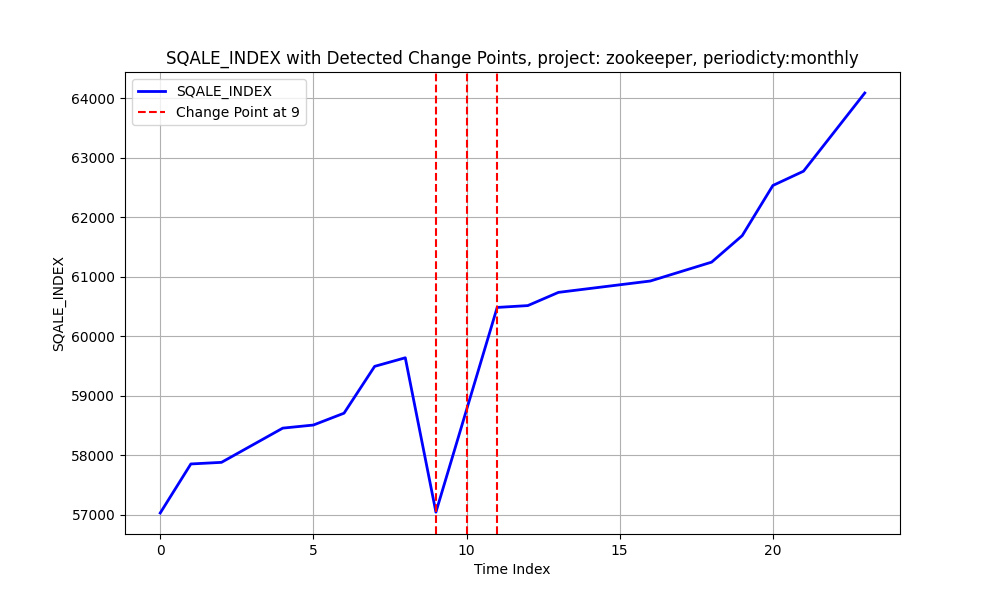 SQALE_INDEX with Detected Change Points, project: zookeeper, periodicty:monthly
SQALE_INDEX
Change Point at 9
64000
63000
62000
61000
60000
59000
58000
57000
SQALE_INDEX
0
5
10
15
20
Time Index